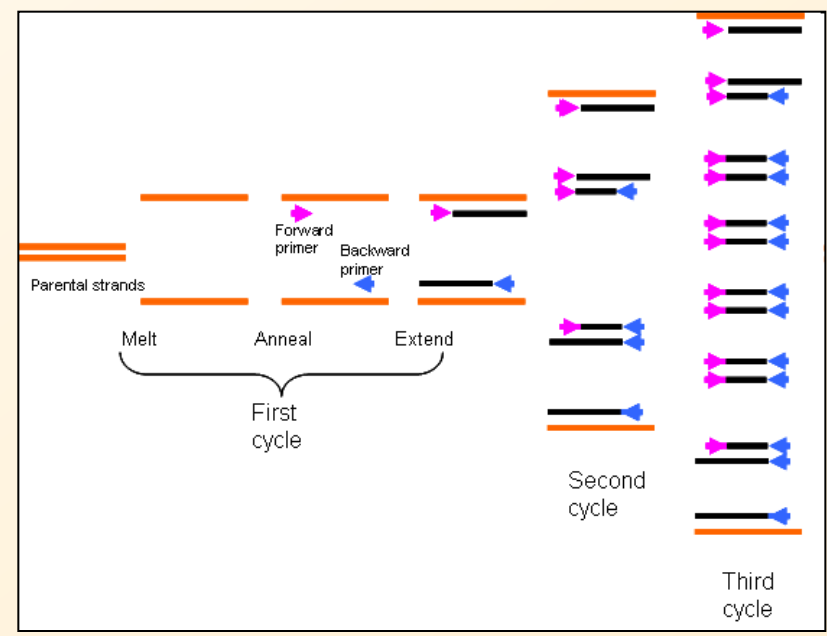 Forward
primer
Backward
primer
Parental strands
Melt
Anneal
Extend
First
cycle
Second
cycle
Third
cycle